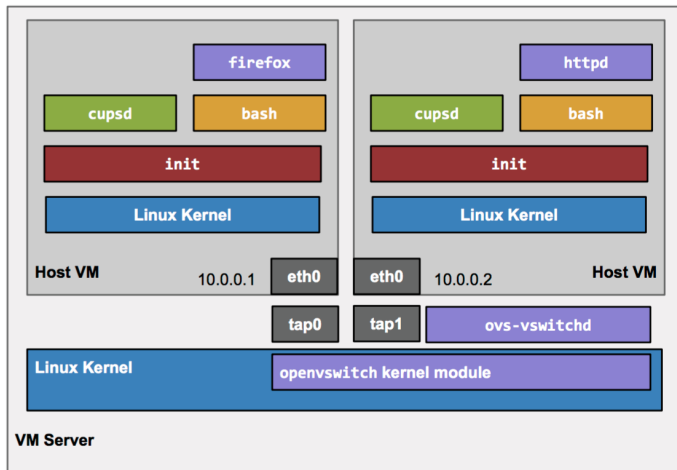 firefox
cupsd
bash
init
Linux Kernel
Host VM
10.0.0.1
eth0
httpd
cupsd
bash
init
Linux Kernel
eth0
10.0.0.2
Host VM
tap0
tap1
ovs-vswitchd
Linux Kernel
openvswitch kernel module
VM Server